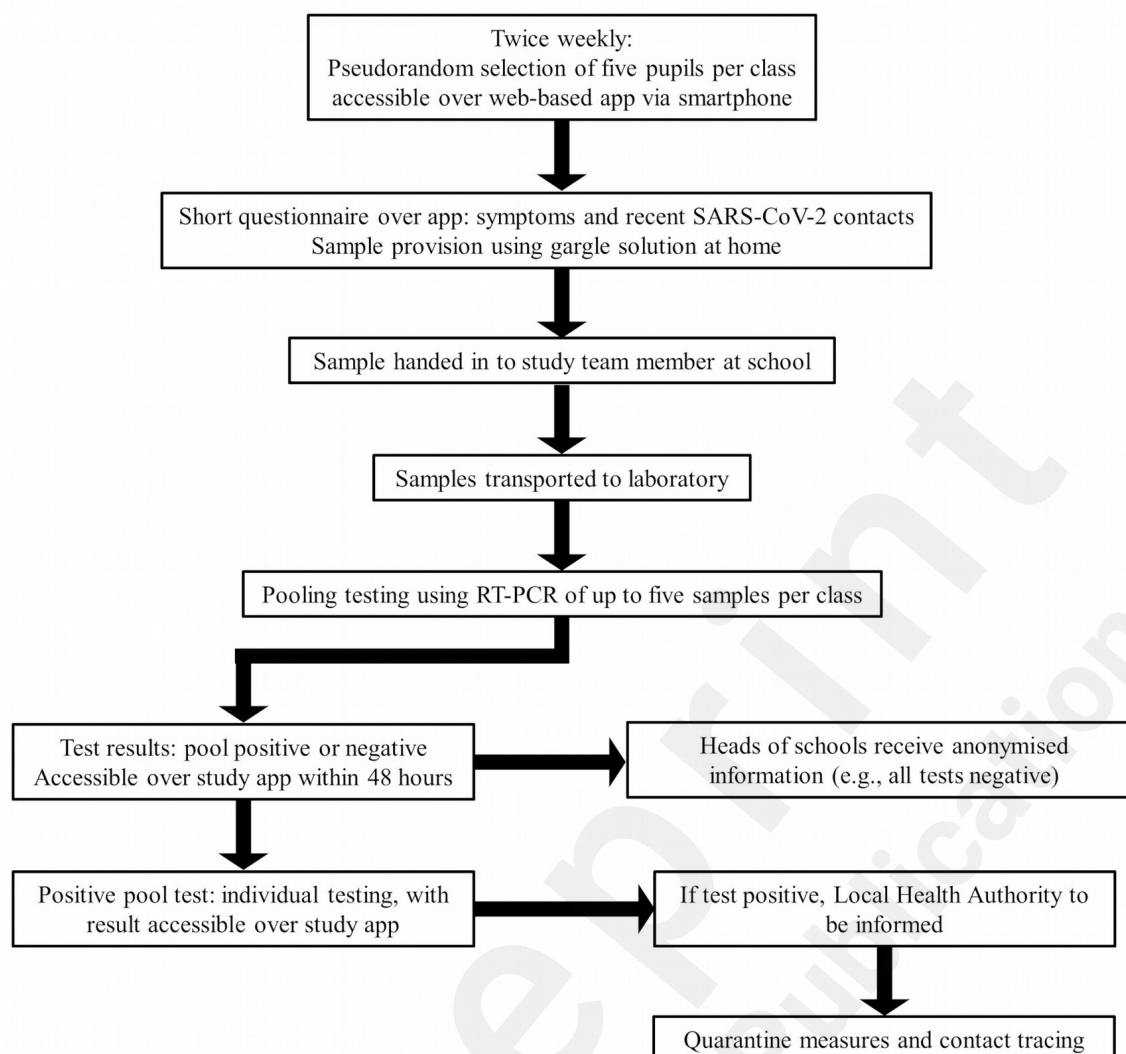 Twice weekly:
Pseudorandom selection of five pupils per class
accessible over web-based app via smartphone
Short questionnaire over app: symptoms and recent SARS-CoV-2 contacts
Sample provision using gargle solution at home
Sample handed in to study team member at school
Samples transported to laboratory
Pooling testing using RT-PCR of up to five samples per class
Test results: pool positive or negative
Accessible over study app within 48 hours
Heads of schools receive anonymised
information (e.g., all tests negative)
Positive pool test: individual testing, with
result accessible over study app
If test positive, Local Health Authority to
be informed
Quarantine measures and contact tracing
eprint
publication